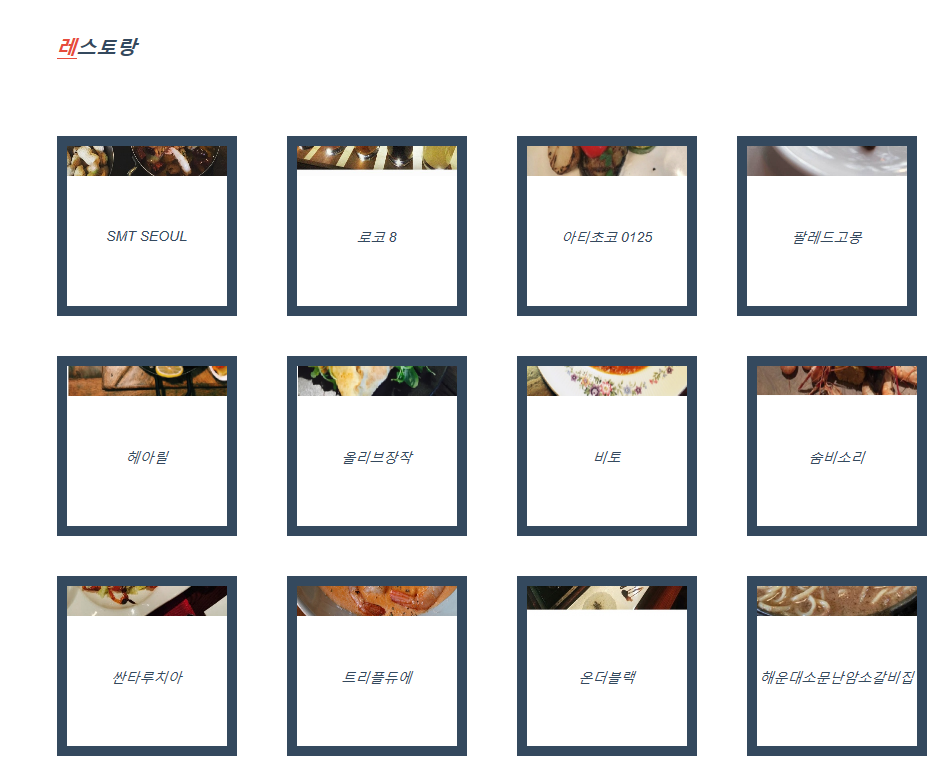 레스토랑
SMT SEOUL
로코 8
아티초코 0125
팔레드고몽
헤아릴
올리브장작
비토
숨비소리
싼타루치아
트리플듀에
온더블랙
해운대소문난암소갈비집